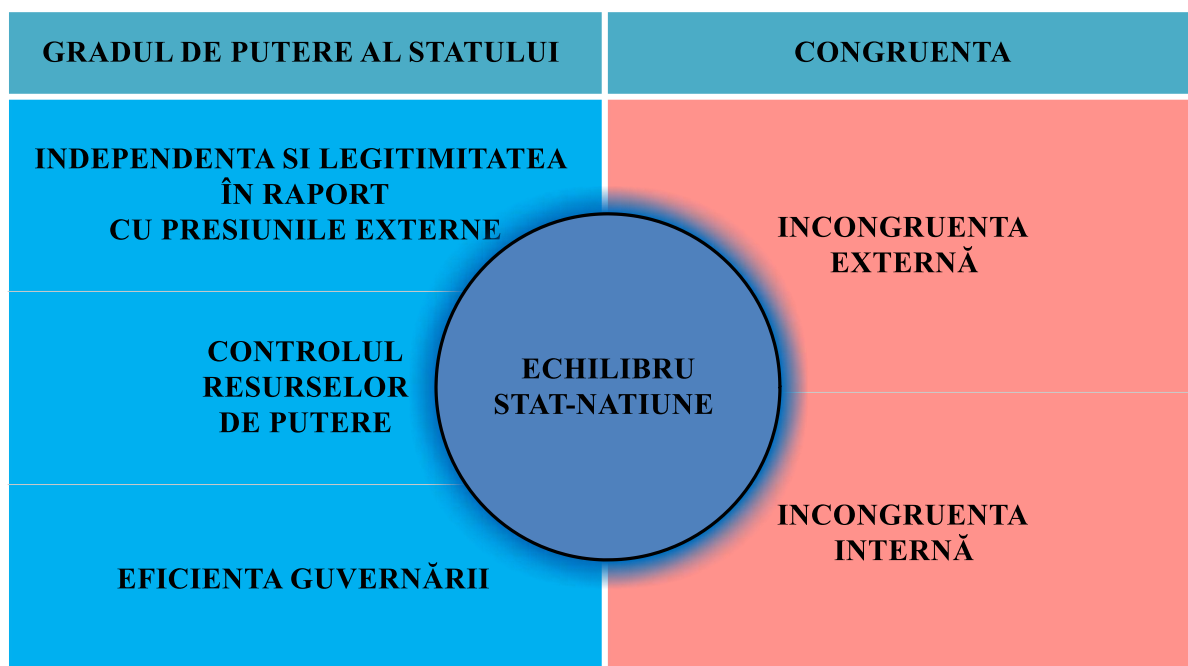 GRADUL DE PUTERE AL STATULUI
CONGRUENTA
INDEPENDENTA SI LEGITIMITATEA
ÎN RAPORT
CU PRESIUNILE EXTERNE
CONTROLUL
RESURSELOR
DE PUTERE
EFICIENTA GUVERNĂRII
ECHILIBRU
STAT-NATIUNE
INCONGRUENTA
EXTERNĂ
INCONGRUENTA
INTERNĂ